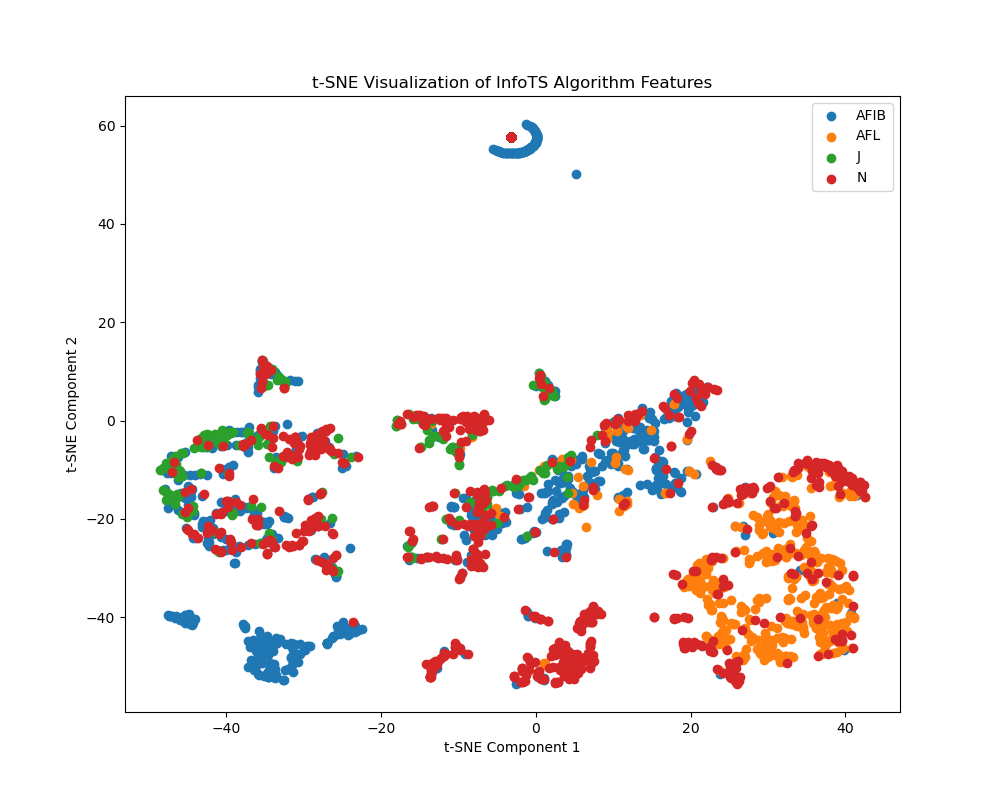 t-SNE Visualization of InfoTS Algorithm Features
AFIB
AFL
J
N
60
40
20
0
−20
−40
−40
−20
0
20
40
t-SNE Component 2
t-SNE Component 1